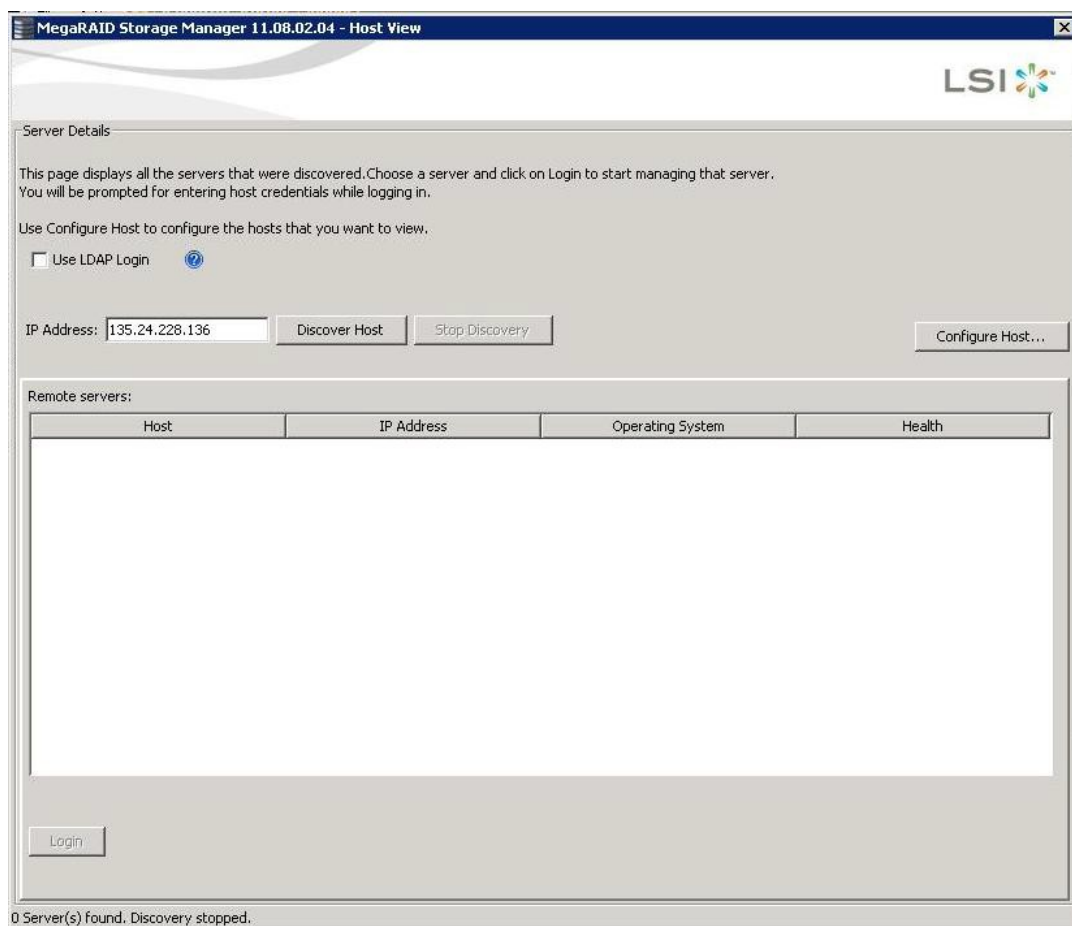 MegaRAID Storage Manager 11.08.02.04 - Host View
LSI
Server Details
This page displays all the servers that were discovered.Choose a server and click on Login to start managing that server.
You will be prompted for entering host credentials while logging in.
Use Configure Host to configure the hosts that you want to view.
Use LDAP Login
IP Address: 135.24.228.136 Discover Host Stop Discovery
Configure Host...
Remote servers:
Host IP Address Operating System Health
Login
0 Server(s) found. Discovery stopped.